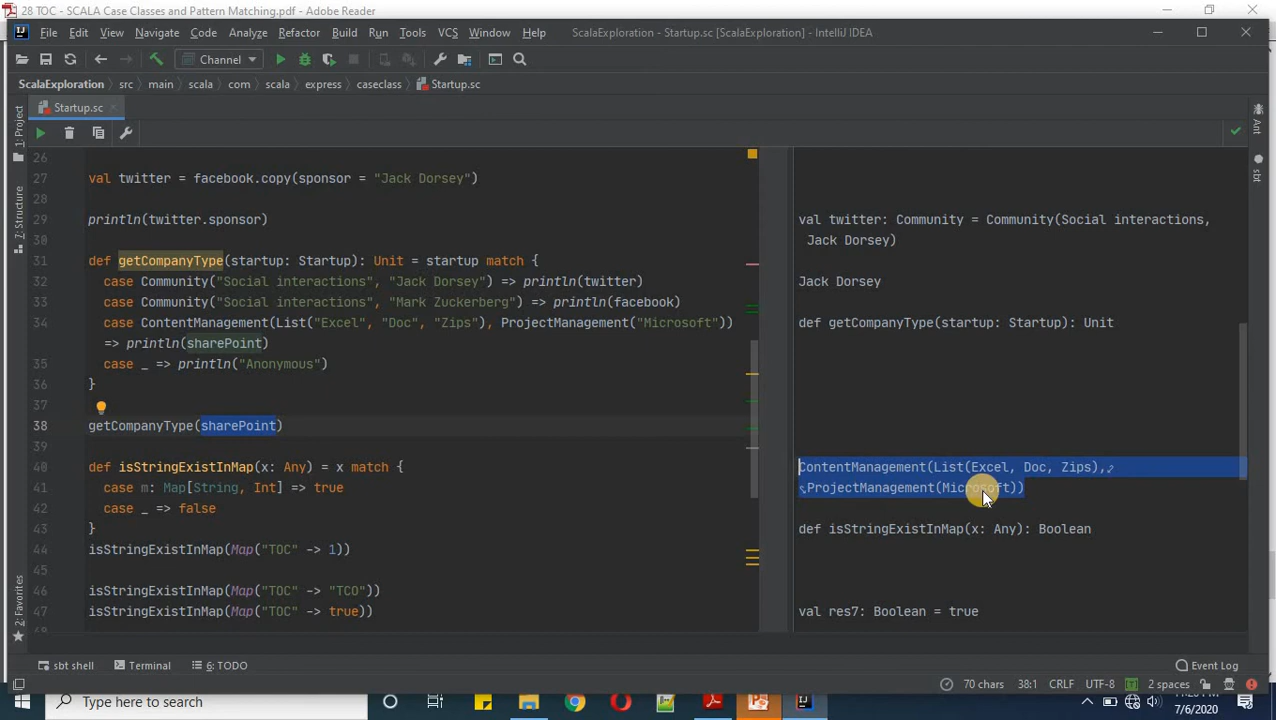 28 TOC - SCALA Case Classes and Pattern Matching.pdf - Adobe Reader
File Edit View Navigate Code Analyze Refactor Build Run Tools VCS Window Help ScalaExploration - Startup.sc [ScalaExploration] - IntelliJ IDEA
Channel
ScalaExploration src main scala com express caseclass Startup.sc
Startup.sc
1: Project
7: Structure
2: Favorites
Ant
sbt
26
27 val twitter = facebook.copy(sponsor = "Jack Dorsey")
28
29 println(twitter.sponsor)
30
31 def getCompanyType(startup: Startup): Unit = startup match {
32 case Community("Social interactions", "Jack Dorsey") => println(twitter)
33 case Community("Social interactions", "Mark Zuckerberg") => println(facebook)
34 case ContentManagement(List("Excel", "Doc", "Zips"), ProjectManagement("Microsoft"))
=> println(sharePoint)
35 case _ => println("Anonymous")
36 }
37
38 getCompanyType(sharePoint)
39
40 def isStringExistInMap(x: Any) = x match {
41 case m: Map[String, Int] => true
42 case _ => false
43 }
44 isStringExistInMap(Map("TOC" -> 1))
45
46 isStringExistInMap(Map("TOC" -> "TCO"))
47 isStringExistInMap(Map("TOC" -> true))
val twitter: Community = Community(Social interactions,
Jack Dorsey)
Jack Dorsey
def getCompanyType(startup: Startup): Unit
ContentManagement(List(Excel, Doc, Zips),
ProjectManagement(Microsoft))
def isStringExistInMap(x: Any): Boolean
val res7: Boolean = true
sbt shell Terminal 6: TODO Event Log
70 chars 38:1 CRLF UTF-8 2 spaces
Type here to search
7/6/2020